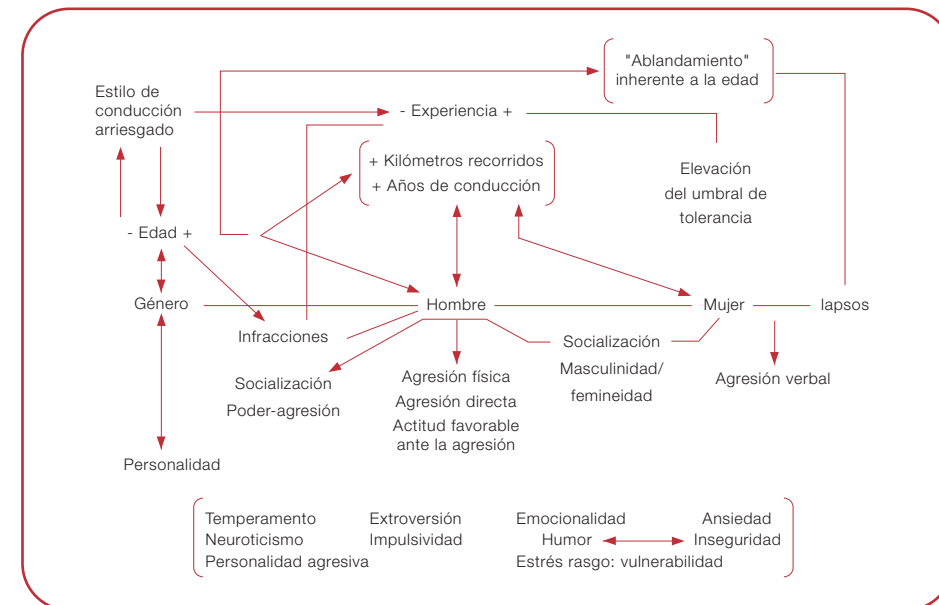 "Ablandamiento"
inherente a la edad
Estilo de
conducción
arriesgado
- Experiencia +
+ Kilómetros recorridos
+ Años de conducción
Elevación
del umbral de
tolerancia
- Edad +
Género
Hombre
Mujer
lapsos
Infracciones
Socialización
Poder-agresión
Agresión física
Agresión directa
Actitud favorable
ante la agresión
Socialización
Masculinidad/
femineidad
Agresión verbal
Personalidad
Temperamento
Extroversión
Emocionalidad
Ansiedad
Neuroticismo
Impulsividad
Humor
Inseguridad
Personalidad agresiva
Estrés rasgo: vulnerabilidad